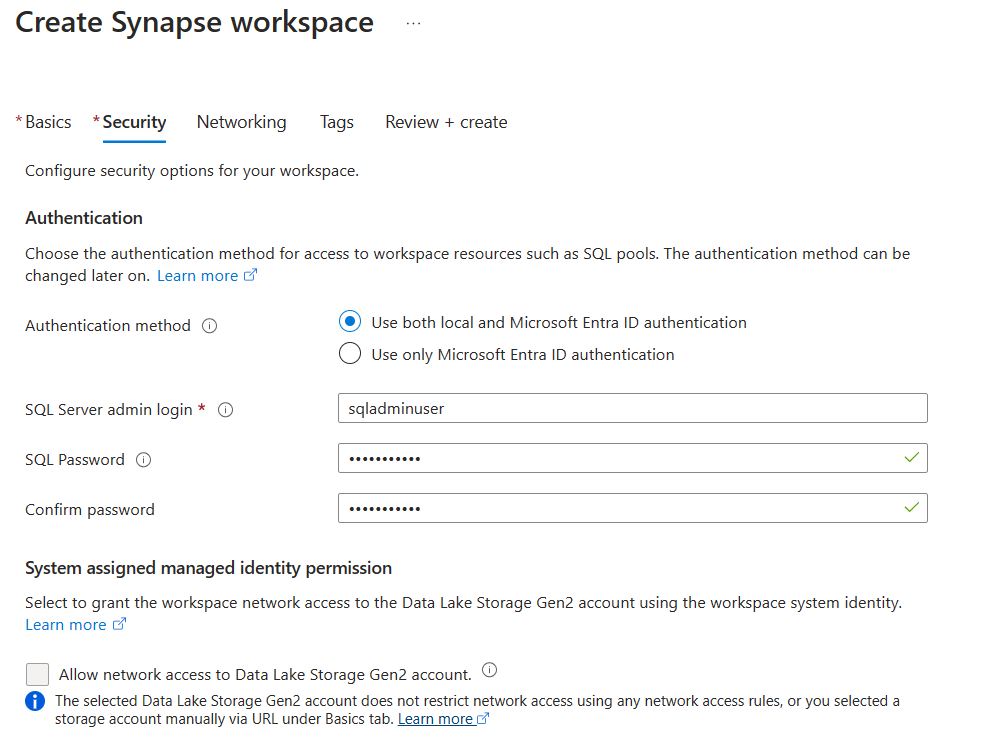 Create Synapse workspace ...
* Basics * Security Networking Tags Review + create
Configure security options for your workspace.
Authentication
Choose the authentication method for access to workspace resources such as SQL pools. The authentication method can be
changed later on. Learn more
Authentication method
Use both local and Microsoft Entra ID authentication
Use only Microsoft Entra ID authentication
SQL Server admin login * sqladminuser
SQL Password •••••••••••
Confirm password •••••••••••
System assigned managed identity permission
Select to grant the workspace network access to the Data Lake Storage Gen2 account using the workspace system identity.
Learn more
Allow network access to Data Lake Storage Gen2 account.
The selected Data Lake Storage Gen2 account does not restrict network access using any network access rules, or you selected a
storage account manually via URL under Basics tab. Learn more